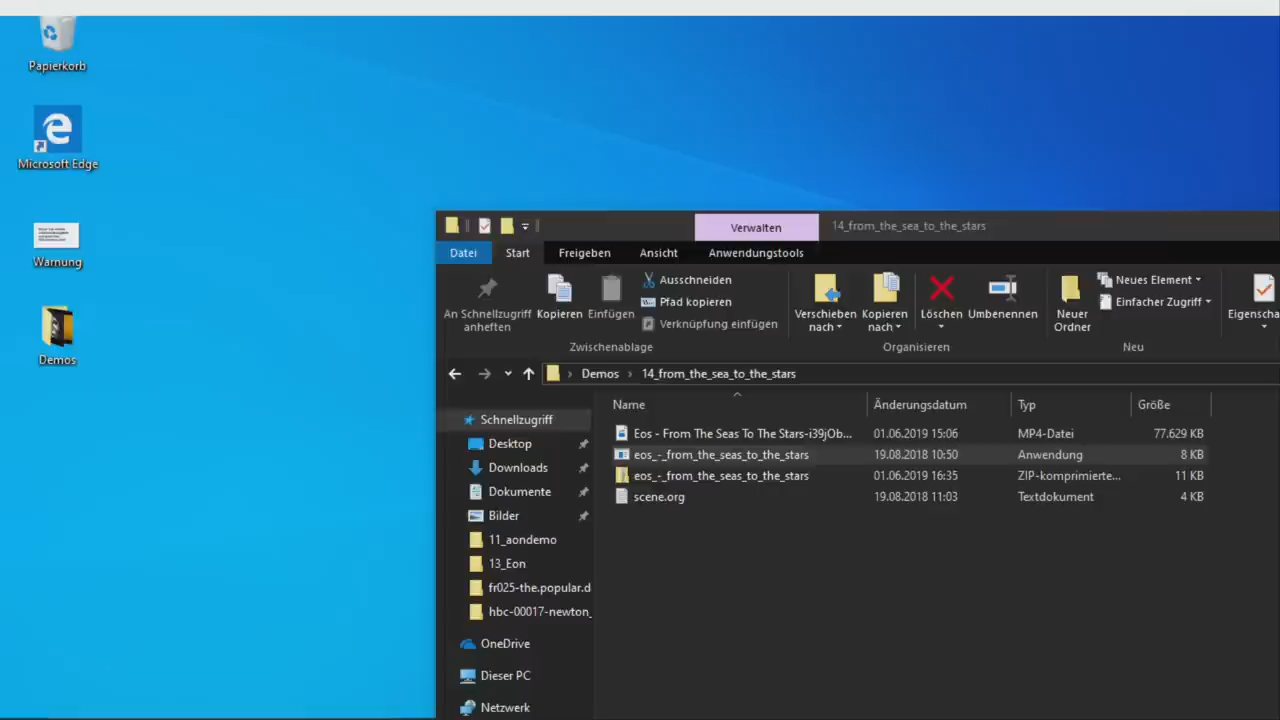 Papierkorb
Microsoft Edge
Warnung
Demos
Verwalten
14_from_the_sea_to_the_stars
Datei
Start
Freigeben
Ansicht
Anwendungstools
An Schnellzugriff anheften
Kopieren
Einfügen
Ausschneiden
Pfad kopieren
Verknüpfung einfügen
Zwischenablage
Verschieben nach
Kopieren nach
Löschen
Umbenennen
Organisieren
Neuer Ordner
Neues Element
Einfacher Zugriff
Neu
Eigenscha
Demos › 14_from_the_sea_to_the_stars
Name Änderungsdatum Typ Größe
Eos - From The Seas To The Stars-i39jOb... 01.06.2019 15:06 MP4-Datei 77.629 KB
eos_-_from_the_seas_to_the_stars 19.08.2018 10:50 Anwendung 8 KB
eos_-_from_the_seas_to_the_stars 01.06.2019 16:35 ZIP-komprimierte... 11 KB
scene.org 19.08.2018 11:03 Textdokument 4 KB
Schnellzugriff
Desktop
Downloads
Dokumente
Bilder
11_aondemo
13_Eon
fr025-the.popular.d
hbc-00017-newton_
OneDrive
Dieser PC
Netzwerk